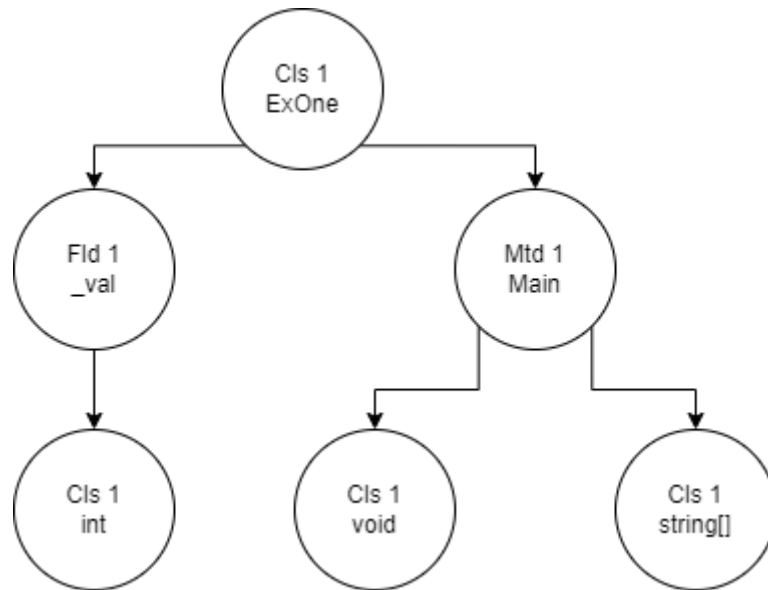 Cls 1
ExOne
Fld 1
_val
Mtd 1
Main
Cls 1
int
Cls 1
void
Cls 1
string[]